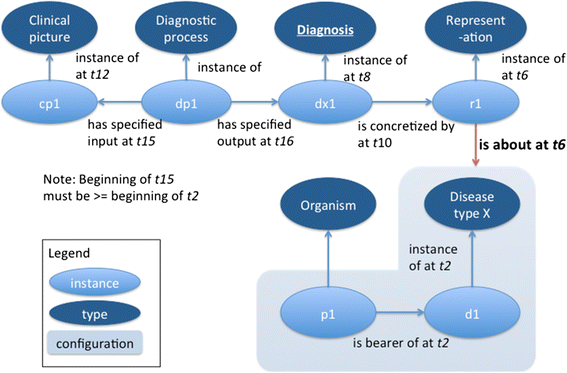 Clinical
picture
Diagnostic
process
Diagnosis
Represent
-ation
instance of
at t12
instance of
instance of
at t8
instance of
at t6
cp1
dp1
dx1
r1
has specified
input at t15
has specified
output at t16
is concretized by
at t10
is about at t6
Note: Beginning of t15
must be >= beginning of t2
Organism
Disease
type X
Legend
instance
type
configuration
instance
of at t2
p1
d1
is bearer of at t2